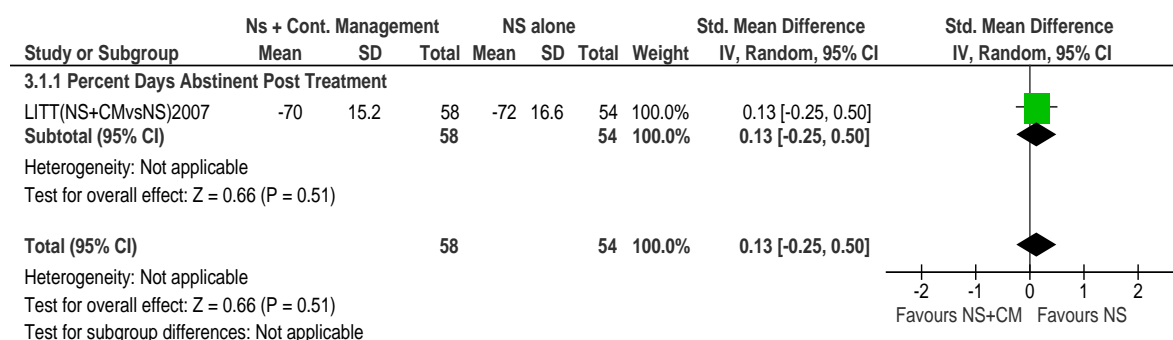 Ns + Cont. Management NS alone Std. Mean Difference Std. Mean Difference
Study or Subgroup Mean SD Total Mean SD Total Weight IV, Random, 95% CI IV, Random, 95% CI
3.1.1 Percent Days Abstinent Post Treatment
LITT(NS+CMvsNS)2007 -70 15.2 58 -72 16.6 54 100.0% 0.13 [-0.25, 0.50]
Subtotal (95% CI) 58 54 100.0% 0.13 [-0.25, 0.50]
Heterogeneity: Not applicable
Test for overall effect: Z = 0.66 (P = 0.51)
Total (95% CI) 58 54 100.0% 0.13 [-0.25, 0.50]
Heterogeneity: Not applicable
Test for overall effect: Z = 0.66 (P = 0.51)
Test for subgroup differences: Not applicable
-2 -1 0 1 2
Favours NS+CM Favours NS